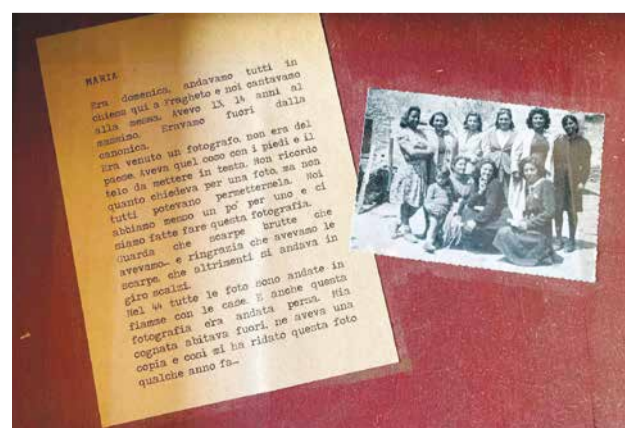 MARIA
Era domenica, andavamo tutti in
chiesa qui a Fragheto e noi cantavamo
alla messa. Avevo 13, 14 anni al
massimo. Eravamo fuori dalla
canonica.
Era venuto un fotografo, non era del
paese. Aveva quel coso con i piedi e il
telo da mettere in testa. Non ricordo
quanto chiedeva per una foto, ma non
tutti potevano permettersela. Noi
abbiamo messo un po' per uno e ci
siamo fatte fare questa fotografia.
Guarda che scarpe brutte che
avevamo… e ringrazia che avevamo le
scarpe, che altrimenti si andava in
giro scalzi.
Nel 44 tutte le foto sono andate in
fiamme con le case. E anche questa
fotografia era andata persa. Mia
cognata abitava fuori, ne aveva una
copia e così mi ha ridato questa foto
qualche anno fa…